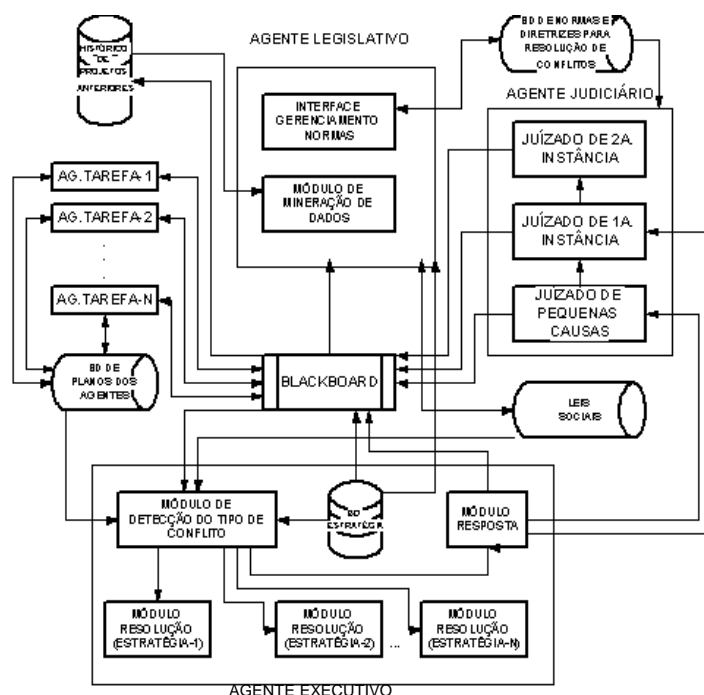 HISTÓRICO
DE
PROJETOS
ANTERIORES
AGENTE LEGISLATIVO
BD DE NORMAS E
DIRETRIZES PARA
RESOLUÇÃO DE
CONFLITOS
AGENTE JUDICIÁRIO
INTERFACE
GERENCIAMENTO
NORMAS
MÓDULO DE
MINERAÇÃO DE
DADOS
JUÍZADO DE 2A.
INSTÂNCIA
JUÍZADO DE 1A.
INSTÂNCIA
JUIZADO DE
PEQUENAS
CAUSAS
AG.TAREFA-1
AG.TAREFA-2
.
.
.
AG.TAREFA-N
BD DE
PLANOS DOS
AGENTES
BLACKBOARD
LEIS
SOCIAIS
MÓDULO DE
DETECÇÃO DO TIPO DE
CONFLITO
BD
ESTRATÉGIA
MÓDULO
RESPOSTA
MÓDULO
RESOLUÇÃO
(ESTRATÉGIA-1)
MÓDULO
RESOLUÇÃO
(ESTRATÉGIA-2)
...
MÓDULO
RESOLUÇÃO
(ESTRATÉGIA-N)
AGENTE EXECUTIVO